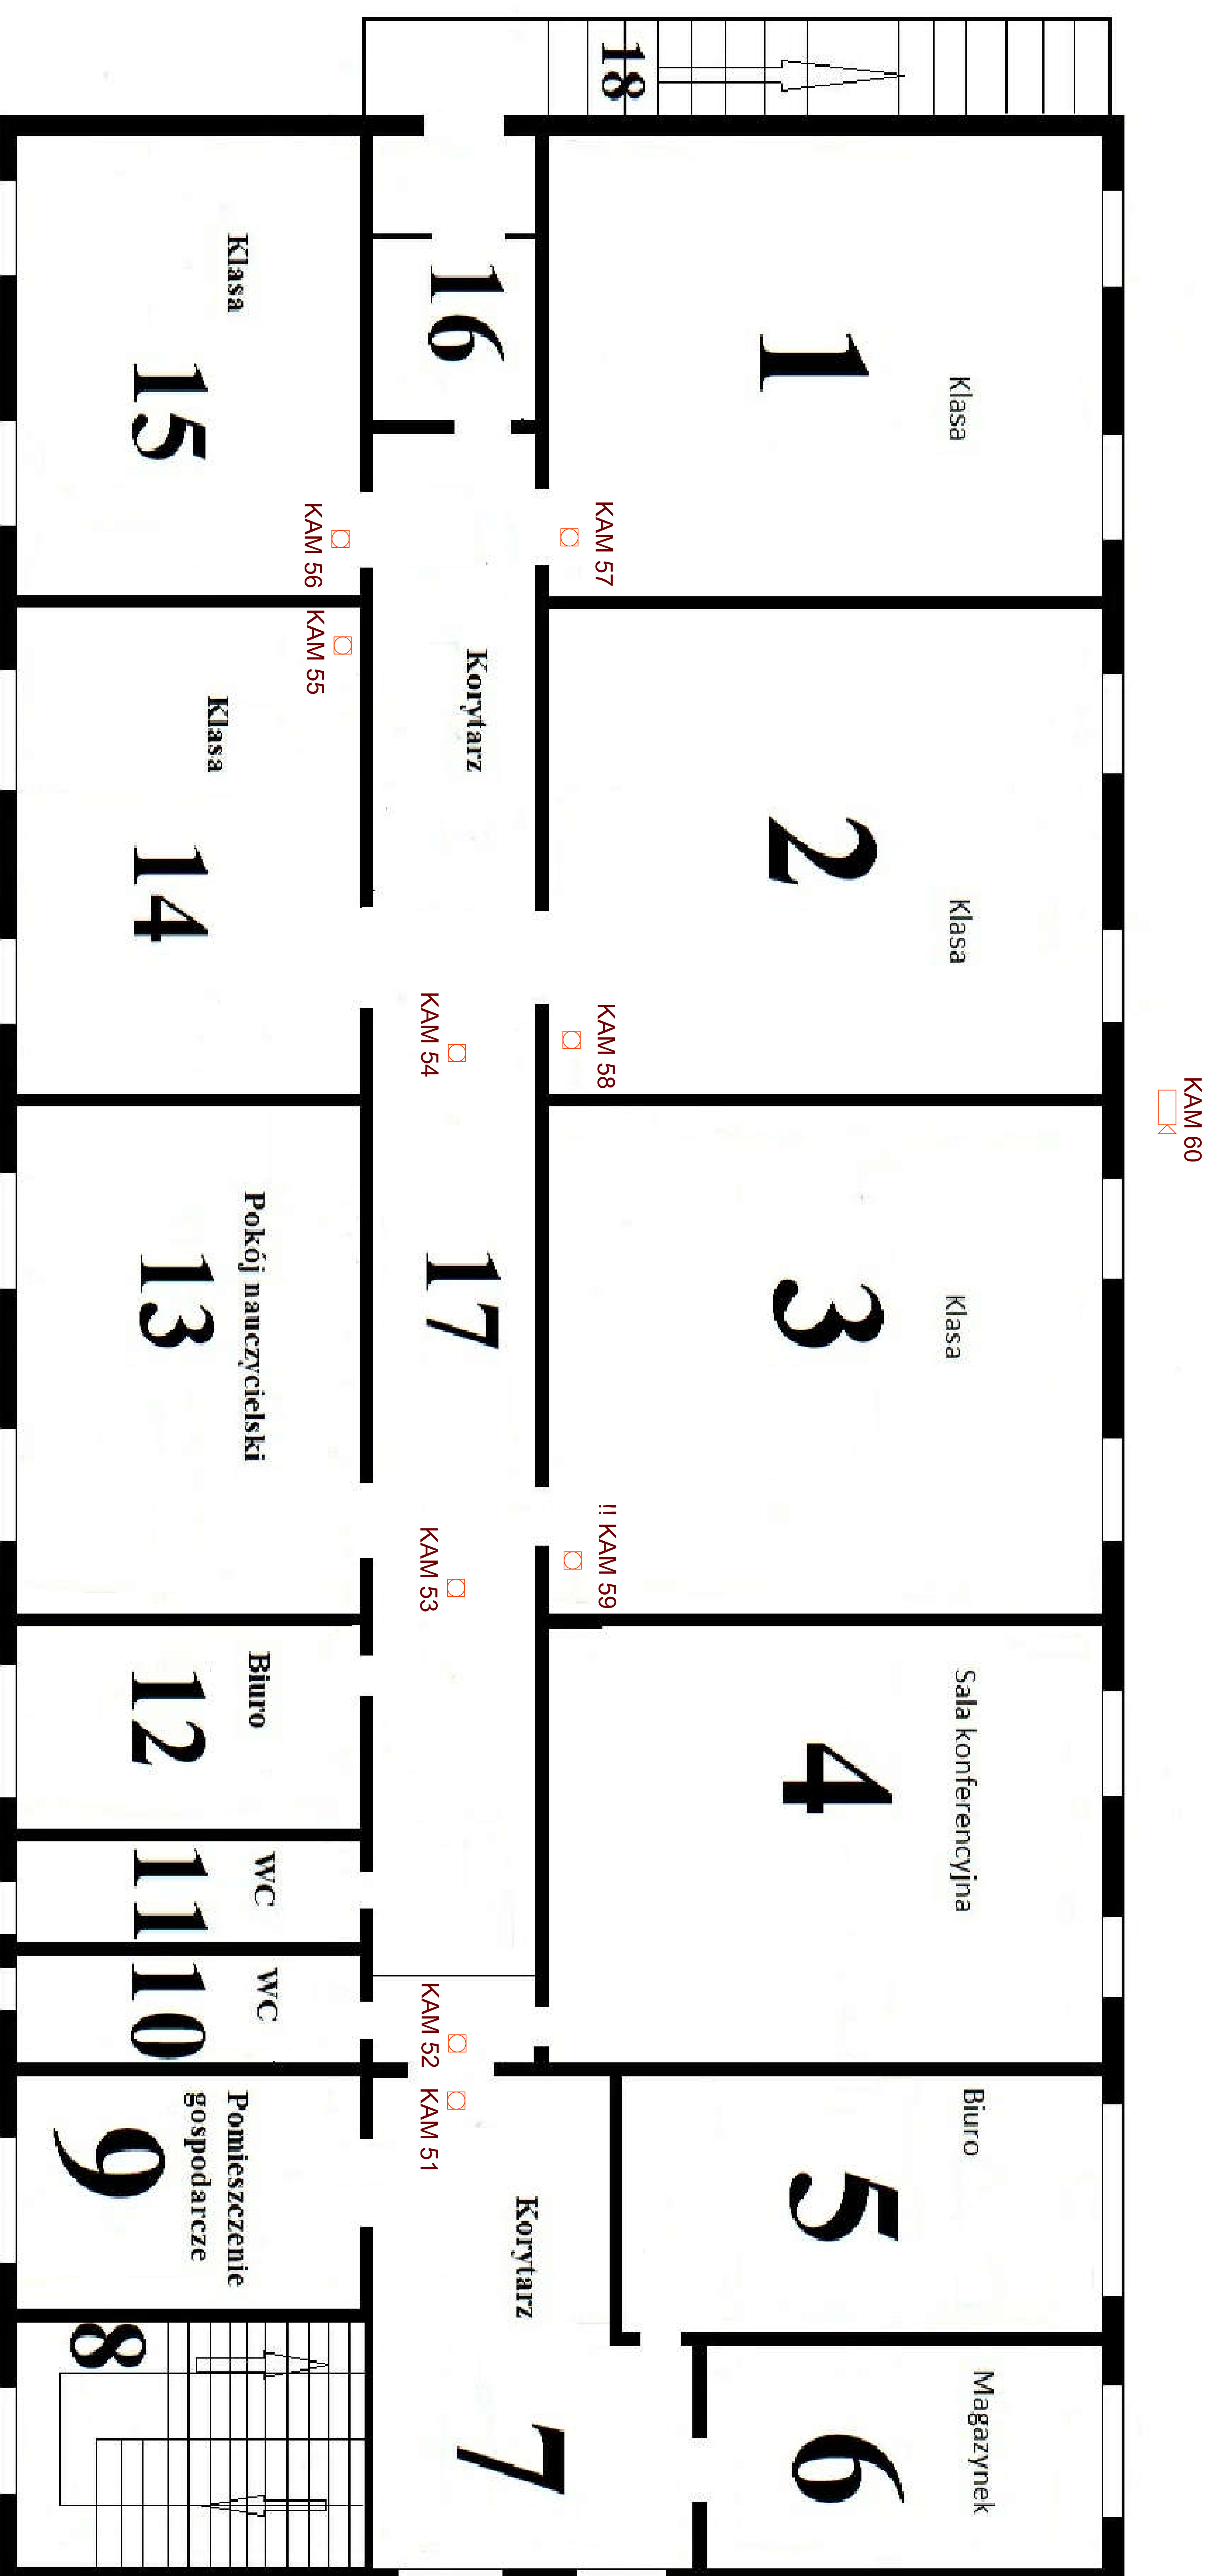 18
1
Klasa
16
Klasa
15
KAM 57
KAM 56
KAM 55
Korytarz
2
Klasa
Klasa
14
KAM 58
KAM 54
KAM 60
3
Klasa
17
Pokój nauczycielski
13
!! KAM 59
KAM 53
Sala konferencyjna
4
Biuro
12
WC
11
WC
10
KAM 52
KAM 51
Biuro
5
Pomieszczenie
gospodarcze
9
Korytarz
7
8
Magazynek
6